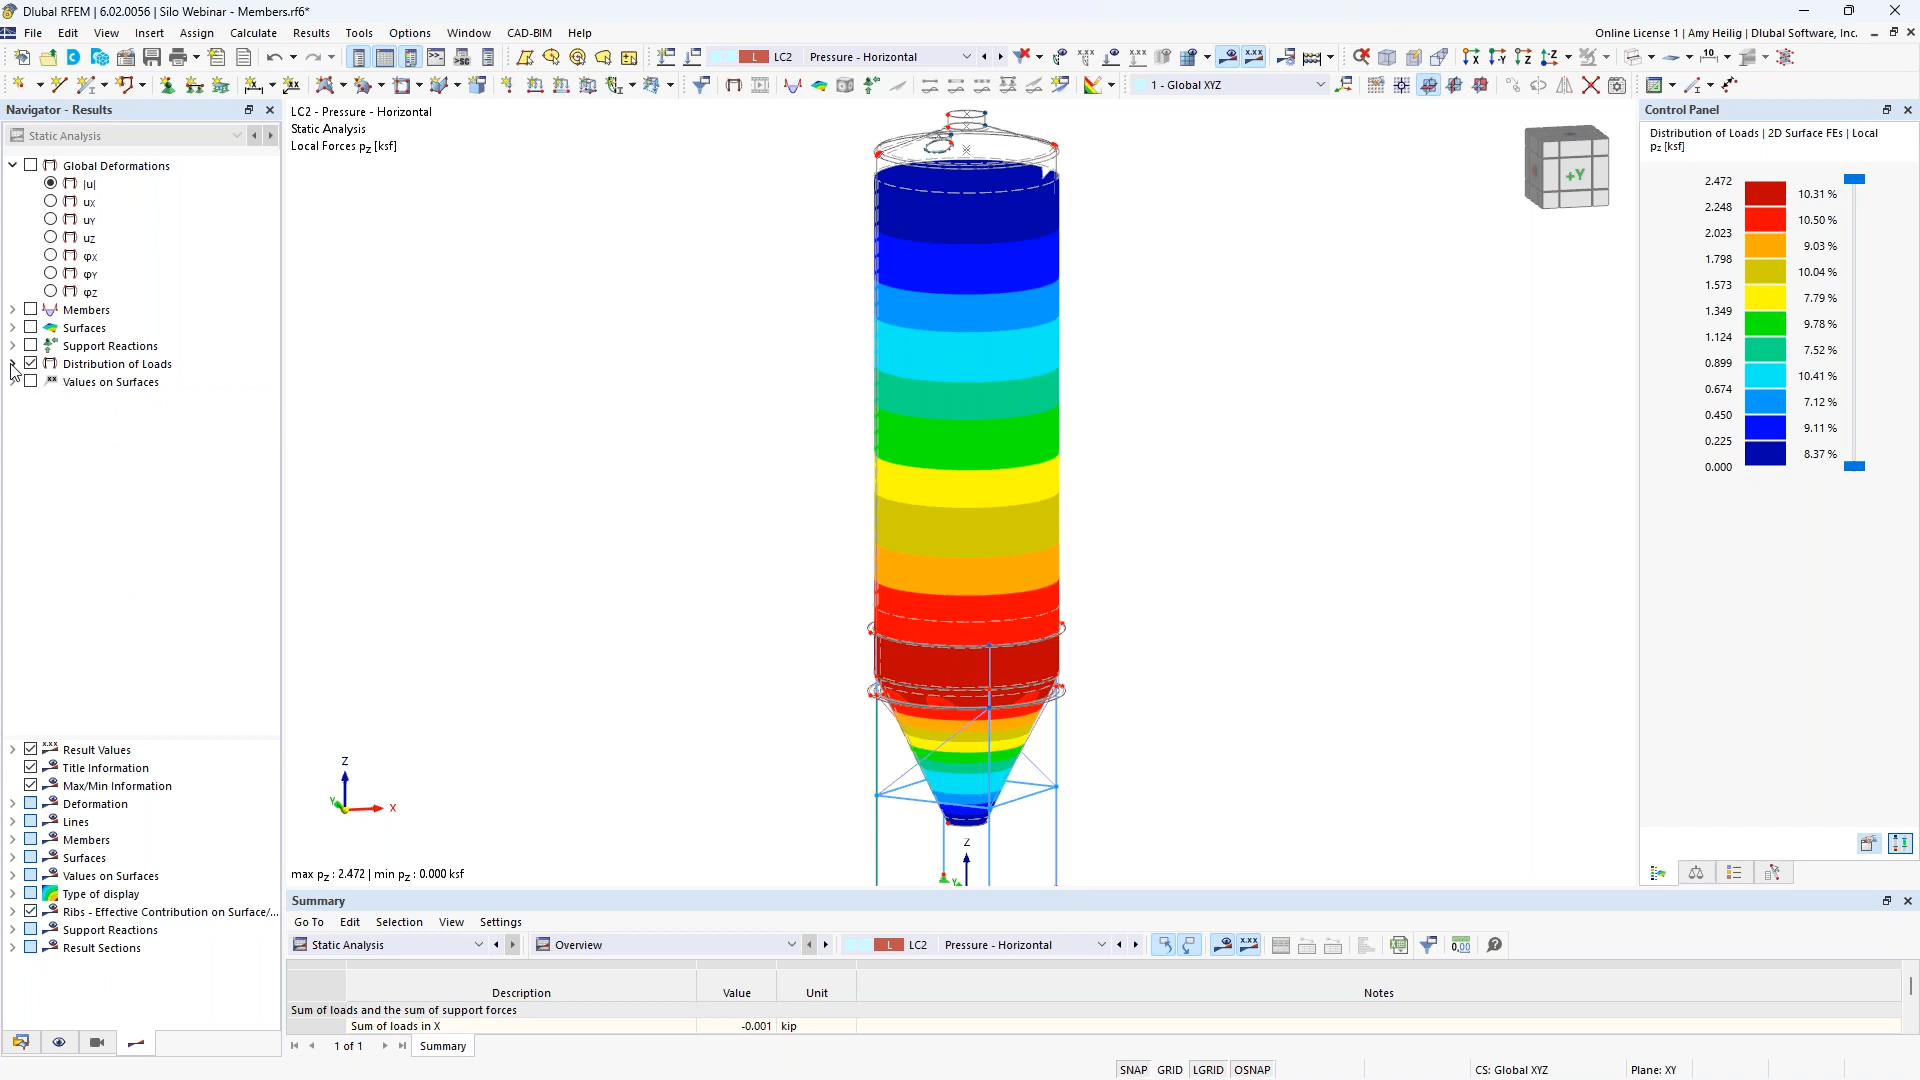 Dlubal RFEM | 6.02.0056 | Silo Webinar - Members.rf6*
File Edit View Insert Assign Calculate Results Tools Options Window CAD-BIM Help
Online License 1 | Amy Heilig | Dlubal Software, Inc.
L LC2 Pressure - Horizontal
1 - Global XYZ
Navigator - Results
Static Analysis
Global Deformations
|u|
uX
uY
uZ
φX
φY
φZ
Members
Surfaces
Support Reactions
Distribution of Loads
Values on Surfaces
Result Values
Title Information
Max/Min Information
Deformation
Lines
Members
Surfaces
Values on Surfaces
Type of display
Ribs - Effective Contribution on Surface/...
Support Reactions
Result Sections
LC2 - Pressure - Horizontal
Static Analysis
Local Forces pz [ksf]
+Y
Z
Y
X
Z
Y
max pz : 2.472 | min pz : 0.000 ksf
Control Panel
Distribution of Loads | 2D Surface FEs | Local
pz [ksf]
2.472
10.31 %
2.248
10.50 %
2.023
9.03 %
1.798
10.04 %
1.573
7.79 %
1.349
9.78 %
1.124
7.52 %
0.899
10.41 %
0.674
7.12 %
0.450
9.11 %
0.225
8.37 %
0.000
Summary
Go To Edit Selection View Settings
Static Analysis Overview L LC2 Pressure - Horizontal
Description Value Unit Notes
Sum of loads and the sum of support forces
Sum of loads in X -0.001 kip
1 of 1 Summary
SNAP GRID LGRID OSNAP CS: Global XYZ Plane: XY